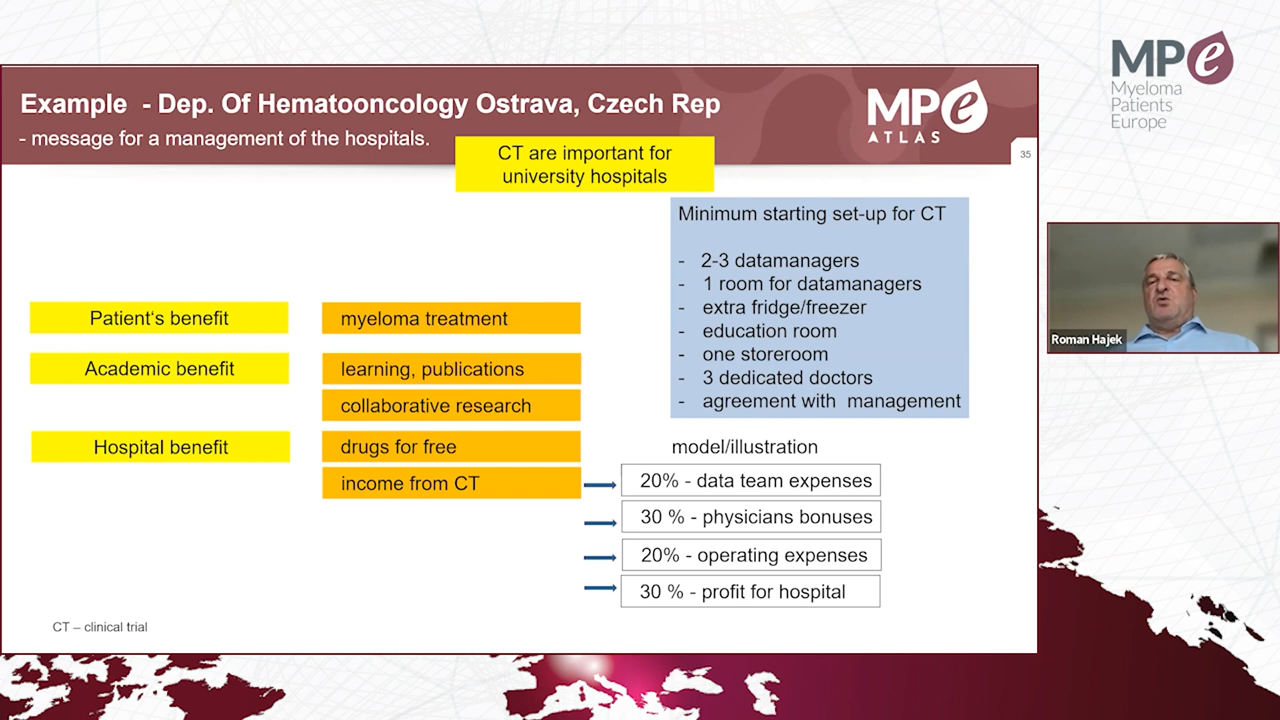 MPe
Myeloma
Patients
Europe
Example - Dep. Of Hematooncology Ostrava, Czech Rep
- message for a management of the hospitals.
MPe
ATLAS
35
CT are important for
university hospitals
Minimum starting set-up for CT
- 2-3 datamanagers
- 1 room for datamanagers
- extra fridge/freezer
- education room
- one storeroom
- 3 dedicated doctors
- agreement with management
Patient‘s benefit
myeloma treatment
Academic benefit
learning, publications
collaborative research
Hospital benefit
drugs for free
income from CT
model/illustration
20% - data team expenses
30 % - physicians bonuses
20% - operating expenses
30 % - profit for hospital
CT – clinical trial
Roman Hajek